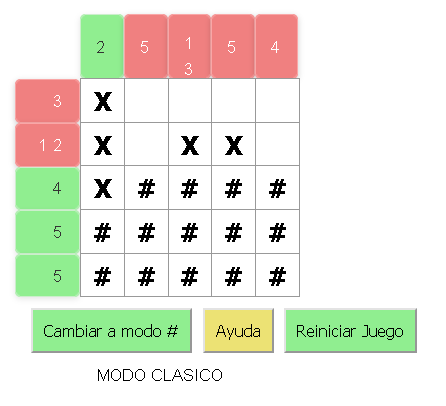 2 5 1 5 4
3
3 X
1 2 X X X
4 X # # # #
5 # # # # #
5 # # # # #
Cambiar a modo # Ayuda Reiniciar Juego
MODO CLASICO